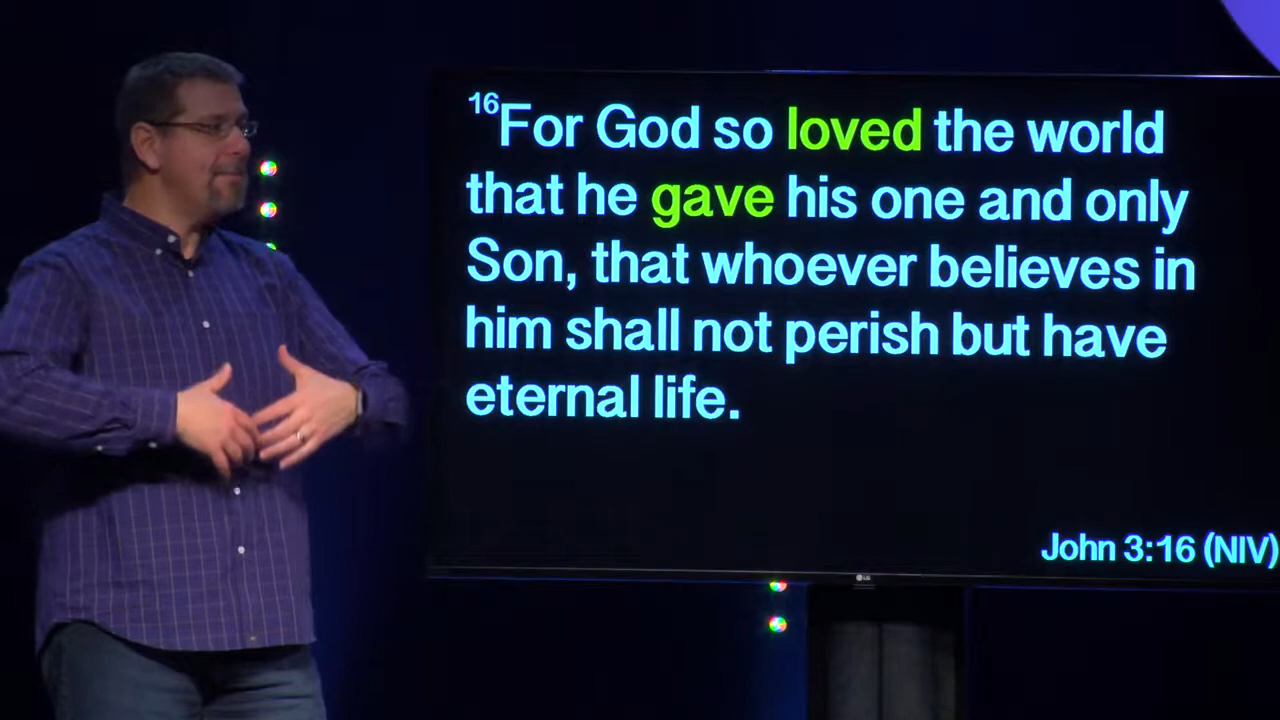 16For God so loved the world
that he gave his one and only
Son, that whoever believes in
him shall not perish but have
eternal life.
John 3:16 (NIV)
LG